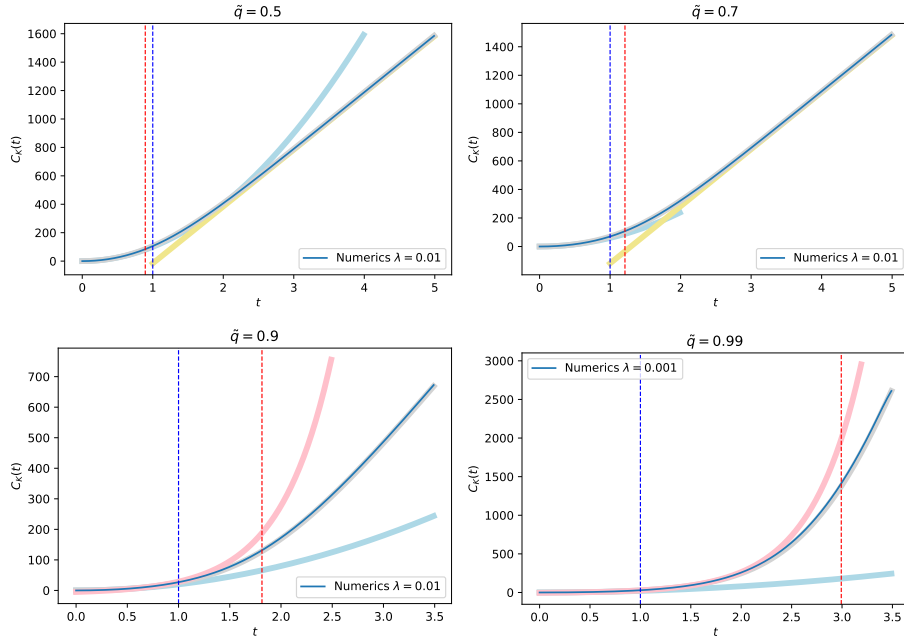 q̃ = 0.5
C_K(t)
1600
1400
1200
1000
800
600
400
200
0
0 1 2 3 4 5
t
Numerics λ = 0.01
q̃ = 0.7
C_K(t)
1400
1200
1000
800
600
400
200
0
0 1 2 3 4 5
t
Numerics λ = 0.01
q̃ = 0.9
C_K(t)
700
600
500
400
300
200
100
0
0.0 0.5 1.0 1.5 2.0 2.5 3.0 3.5
t
Numerics λ = 0.01
q̃ = 0.99
Numerics λ = 0.001
C_K(t)
3000
2500
2000
1500
1000
500
0
0.0 0.5 1.0 1.5 2.0 2.5 3.0 3.5
t